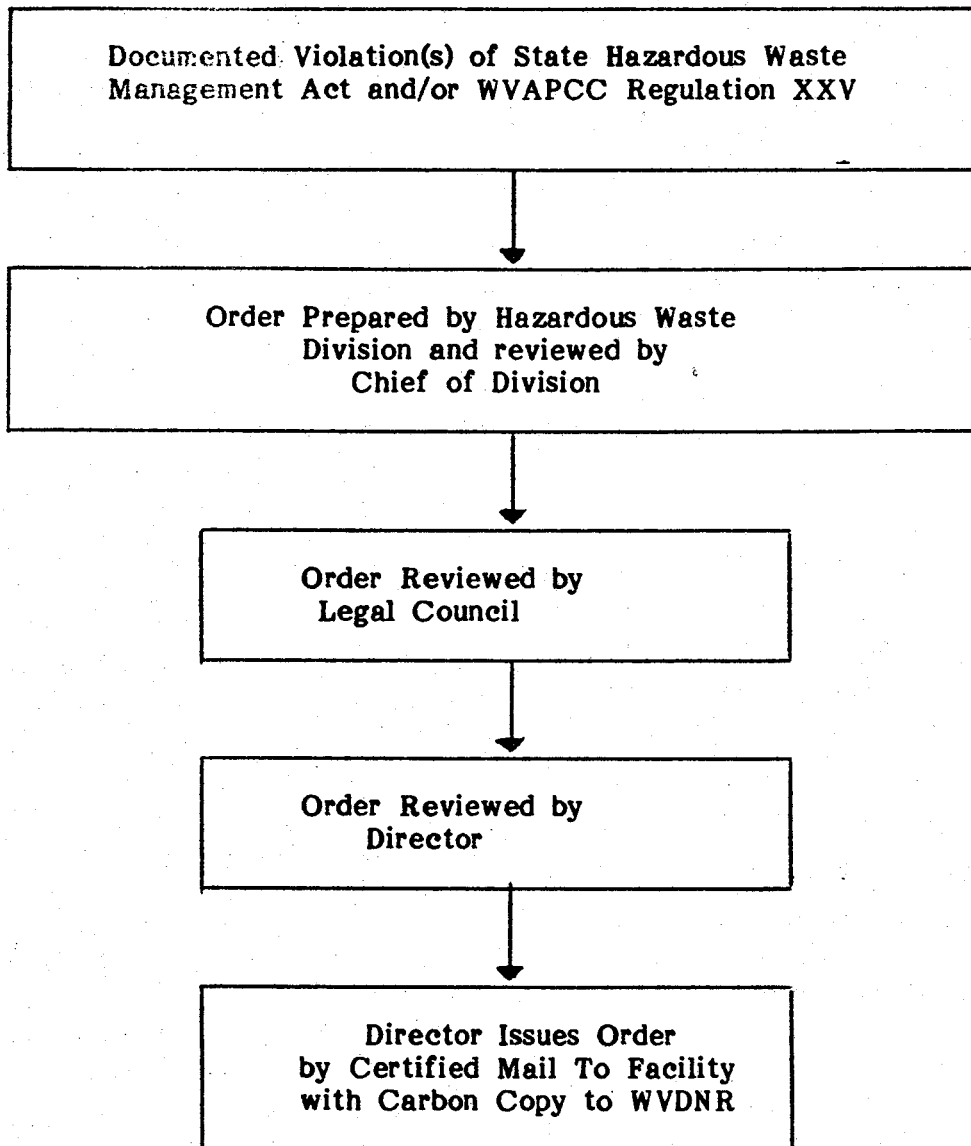 Documented Violation(s) of State Hazardous Waste
Management Act and/or WVAPCC Regulation XXV
Order Prepared by Hazardous Waste
Division and reviewed by
Chief of Division
Order Reviewed by
Legal Council
Order Reviewed by
Director
Director Issues Order
by Certified Mail To Facility
with Carbon Copy to WVDNR